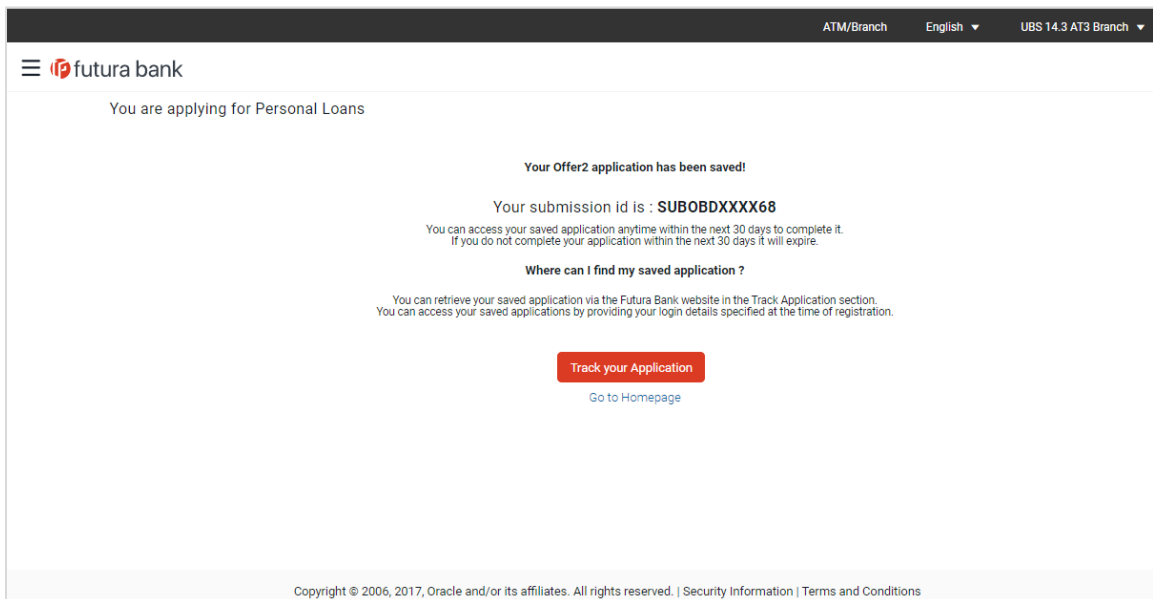 ATM/Branch English UBS 14.3 AT3 Branch
futura bank
You are applying for Personal Loans
Your Offer2 application has been saved!
Your submission id is : SUBOBDXXXX68
You can access your saved application anytime within the next 30 days to complete it.
If you do not complete your application within the next 30 days it will expire.
Where can I find my saved application ?
You can retrieve your saved application via the Futura Bank website in the Track Application section.
You can access your saved applications by providing your login details specified at the time of registration.
Track your Application
Go to Homepage
Copyright © 2006, 2017, Oracle and/or its affiliates. All rights reserved. | Security Information | Terms and Conditions